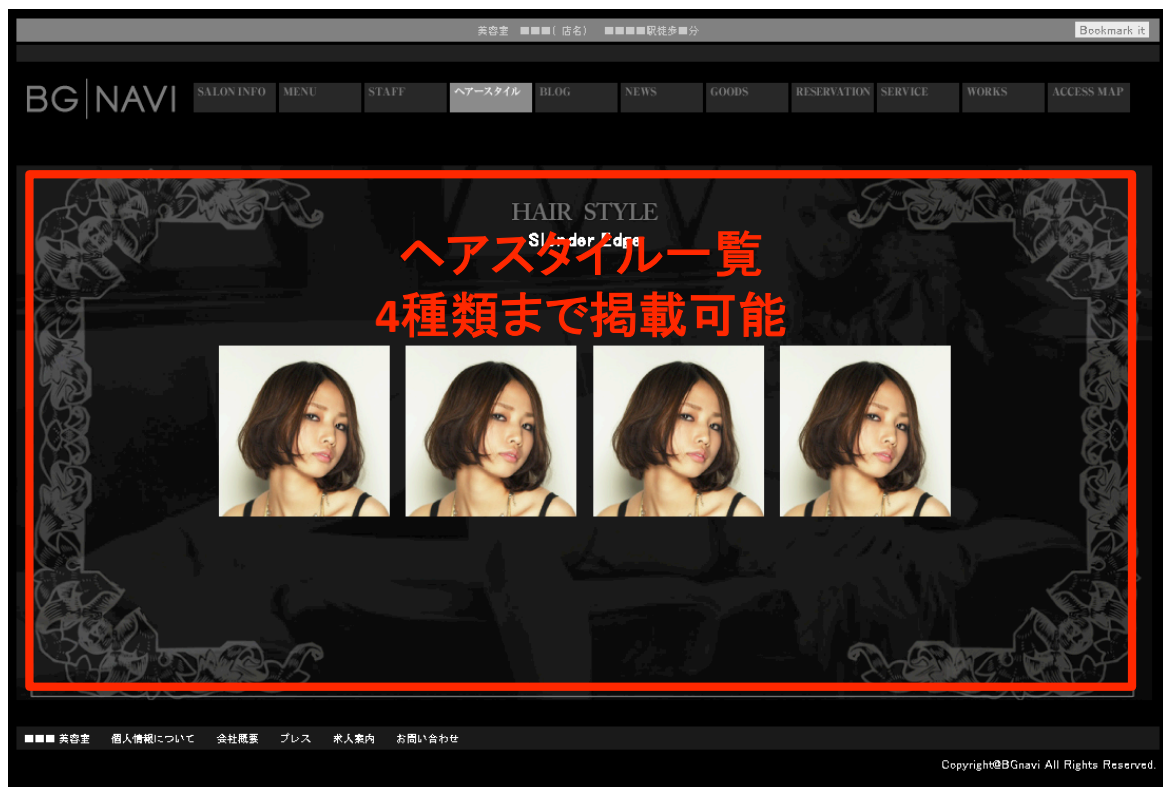 美容室 ■■■(店名) ■■■■駅徒歩■分
Bookmark it
BG NAVI
SALON INFO
MENU
STAFF
ヘアースタイル
BLOG
NEWS
GOODS
RESERVATION
SERVICE
WORKS
ACCESS MAP
HAIR STYLE
Slender Edge
ヘアスタイル一覧
4種類まで掲載可能
■■■ 美容室 個人情報について 会社概要 プレス 求人案内 お問い合わせ
Copyright@BGnavi All Rights Reserved.